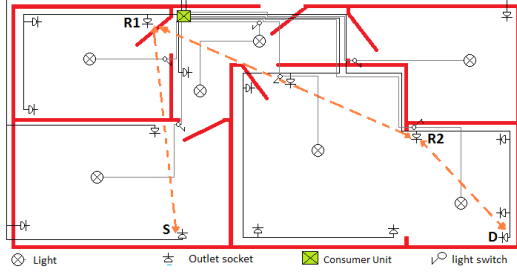 R1
R2
S
D
Light
Outlet socket
Consumer Unit
light switch